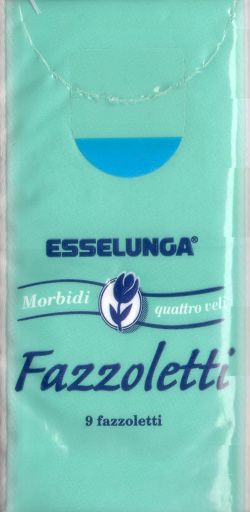 ESSELUNGA®
Morbidi quattro veli
Fazzoletti
9 fazzoletti